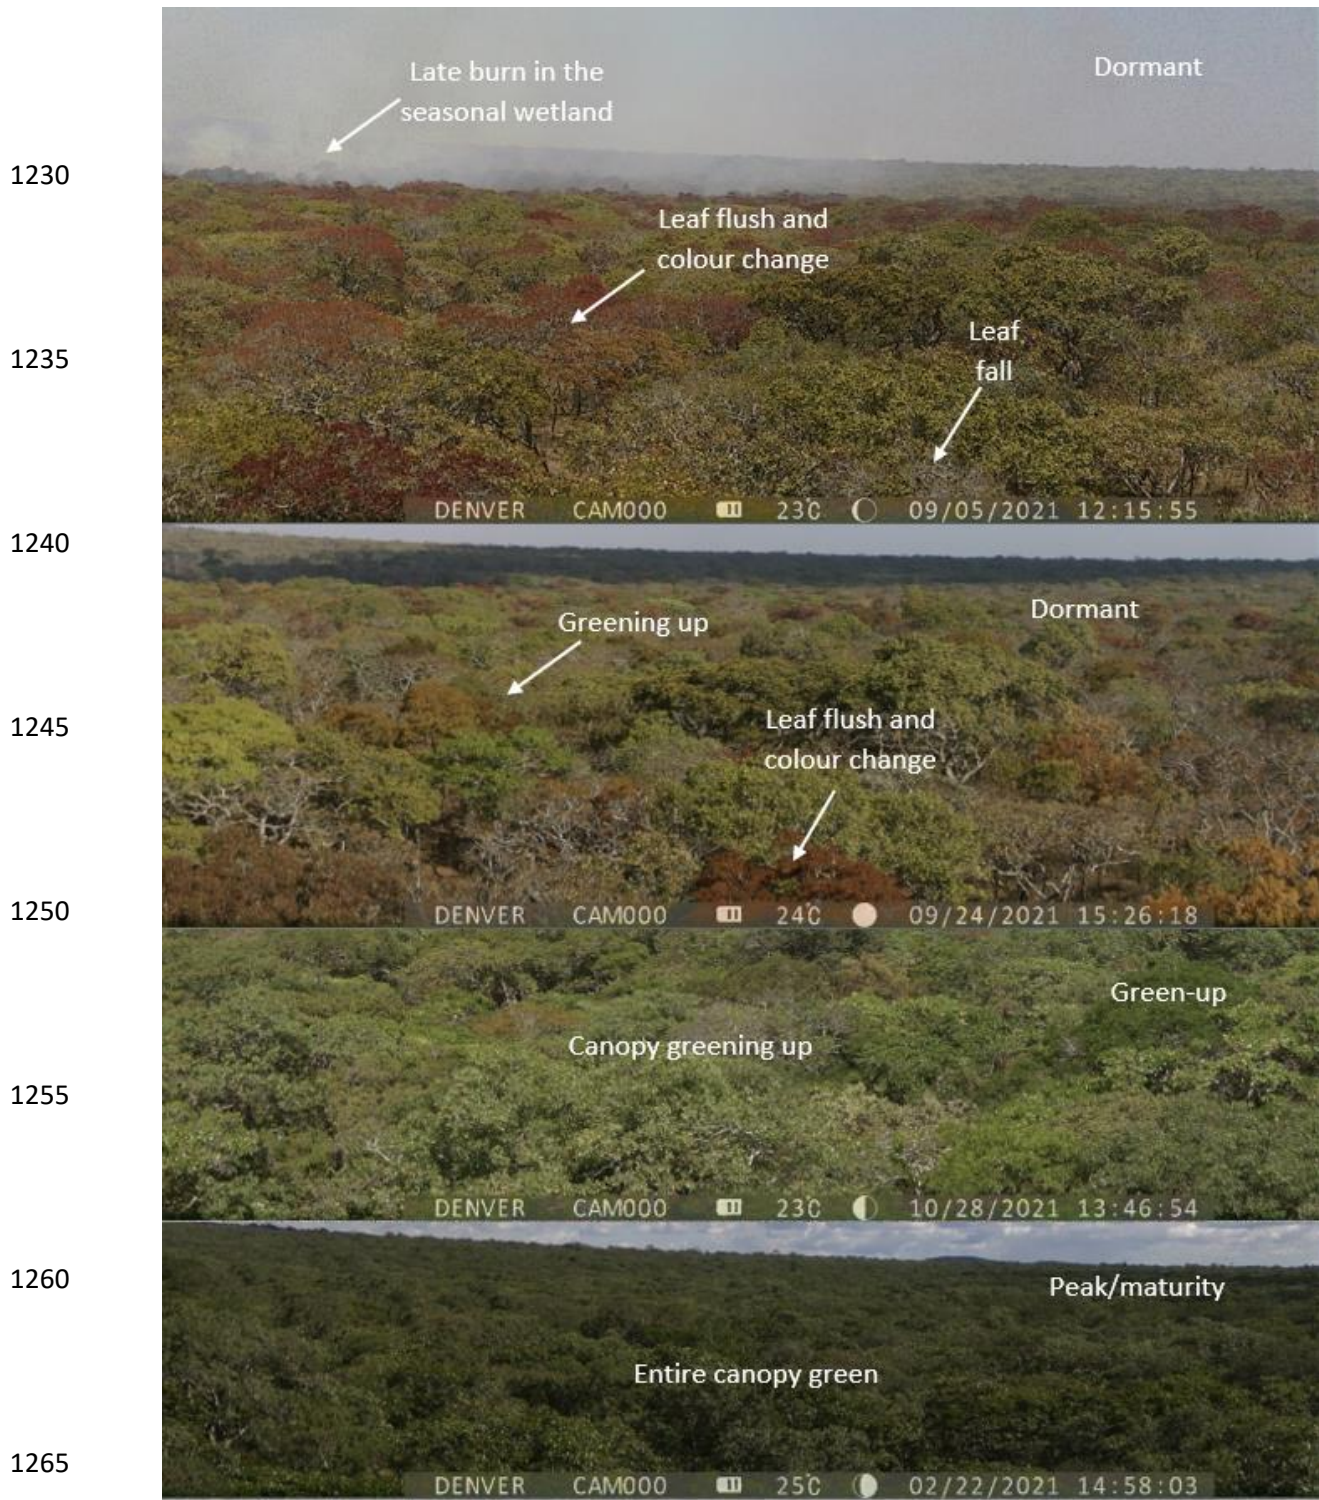 Late burn in the
seasonal wetland
Dormant
1230
Leaf flush and
colour change
Leaf
fall
1235
DENVER CAM000 23C 09/05/2021 12:15:55
1240
Greening up
Dormant
1245
Leaf flush and
colour change
1250
DENVER CAM000 24C 09/24/2021 15:26:18
Green-up
Canopy greening up
1255
DENVER CAM000 23C 10/28/2021 13:46:54
1260
Peak/maturity
Entire canopy green
1265
DENVER CAM000 25C 02/22/2021 14:58:03